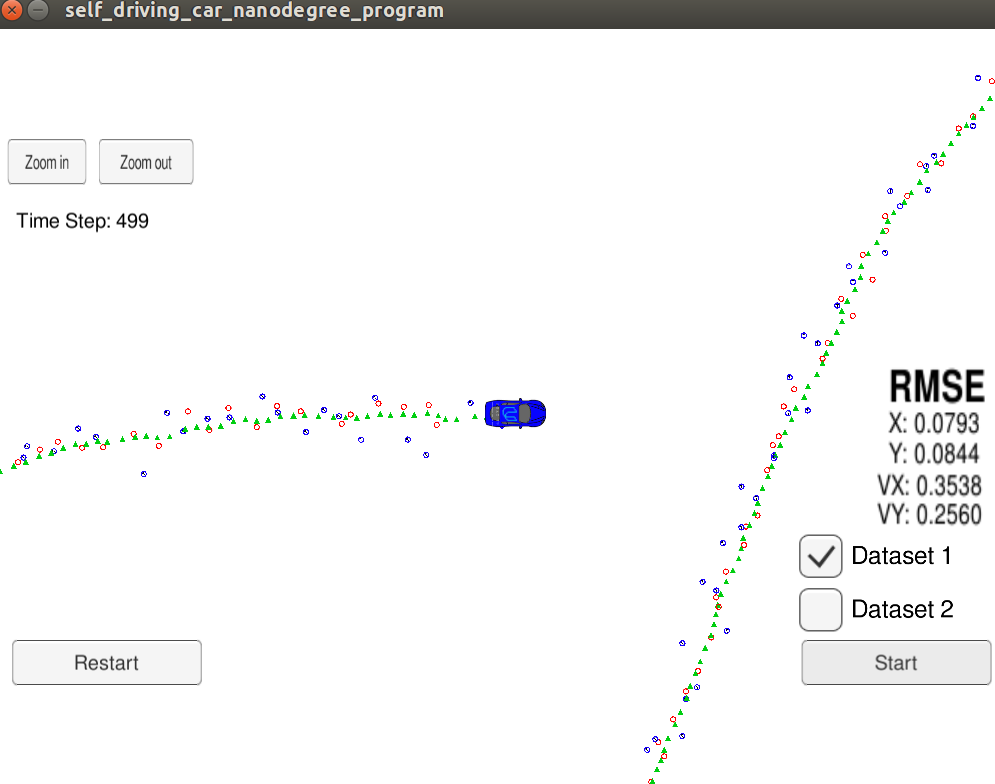 self_driving_car_nanodegree_program
Zoom in
Zoom out
Time Step: 499
RMSE
X: 0.0793
Y: 0.0844
VX: 0.3538
VY: 0.2560
Dataset 1
Dataset 2
Restart
Start